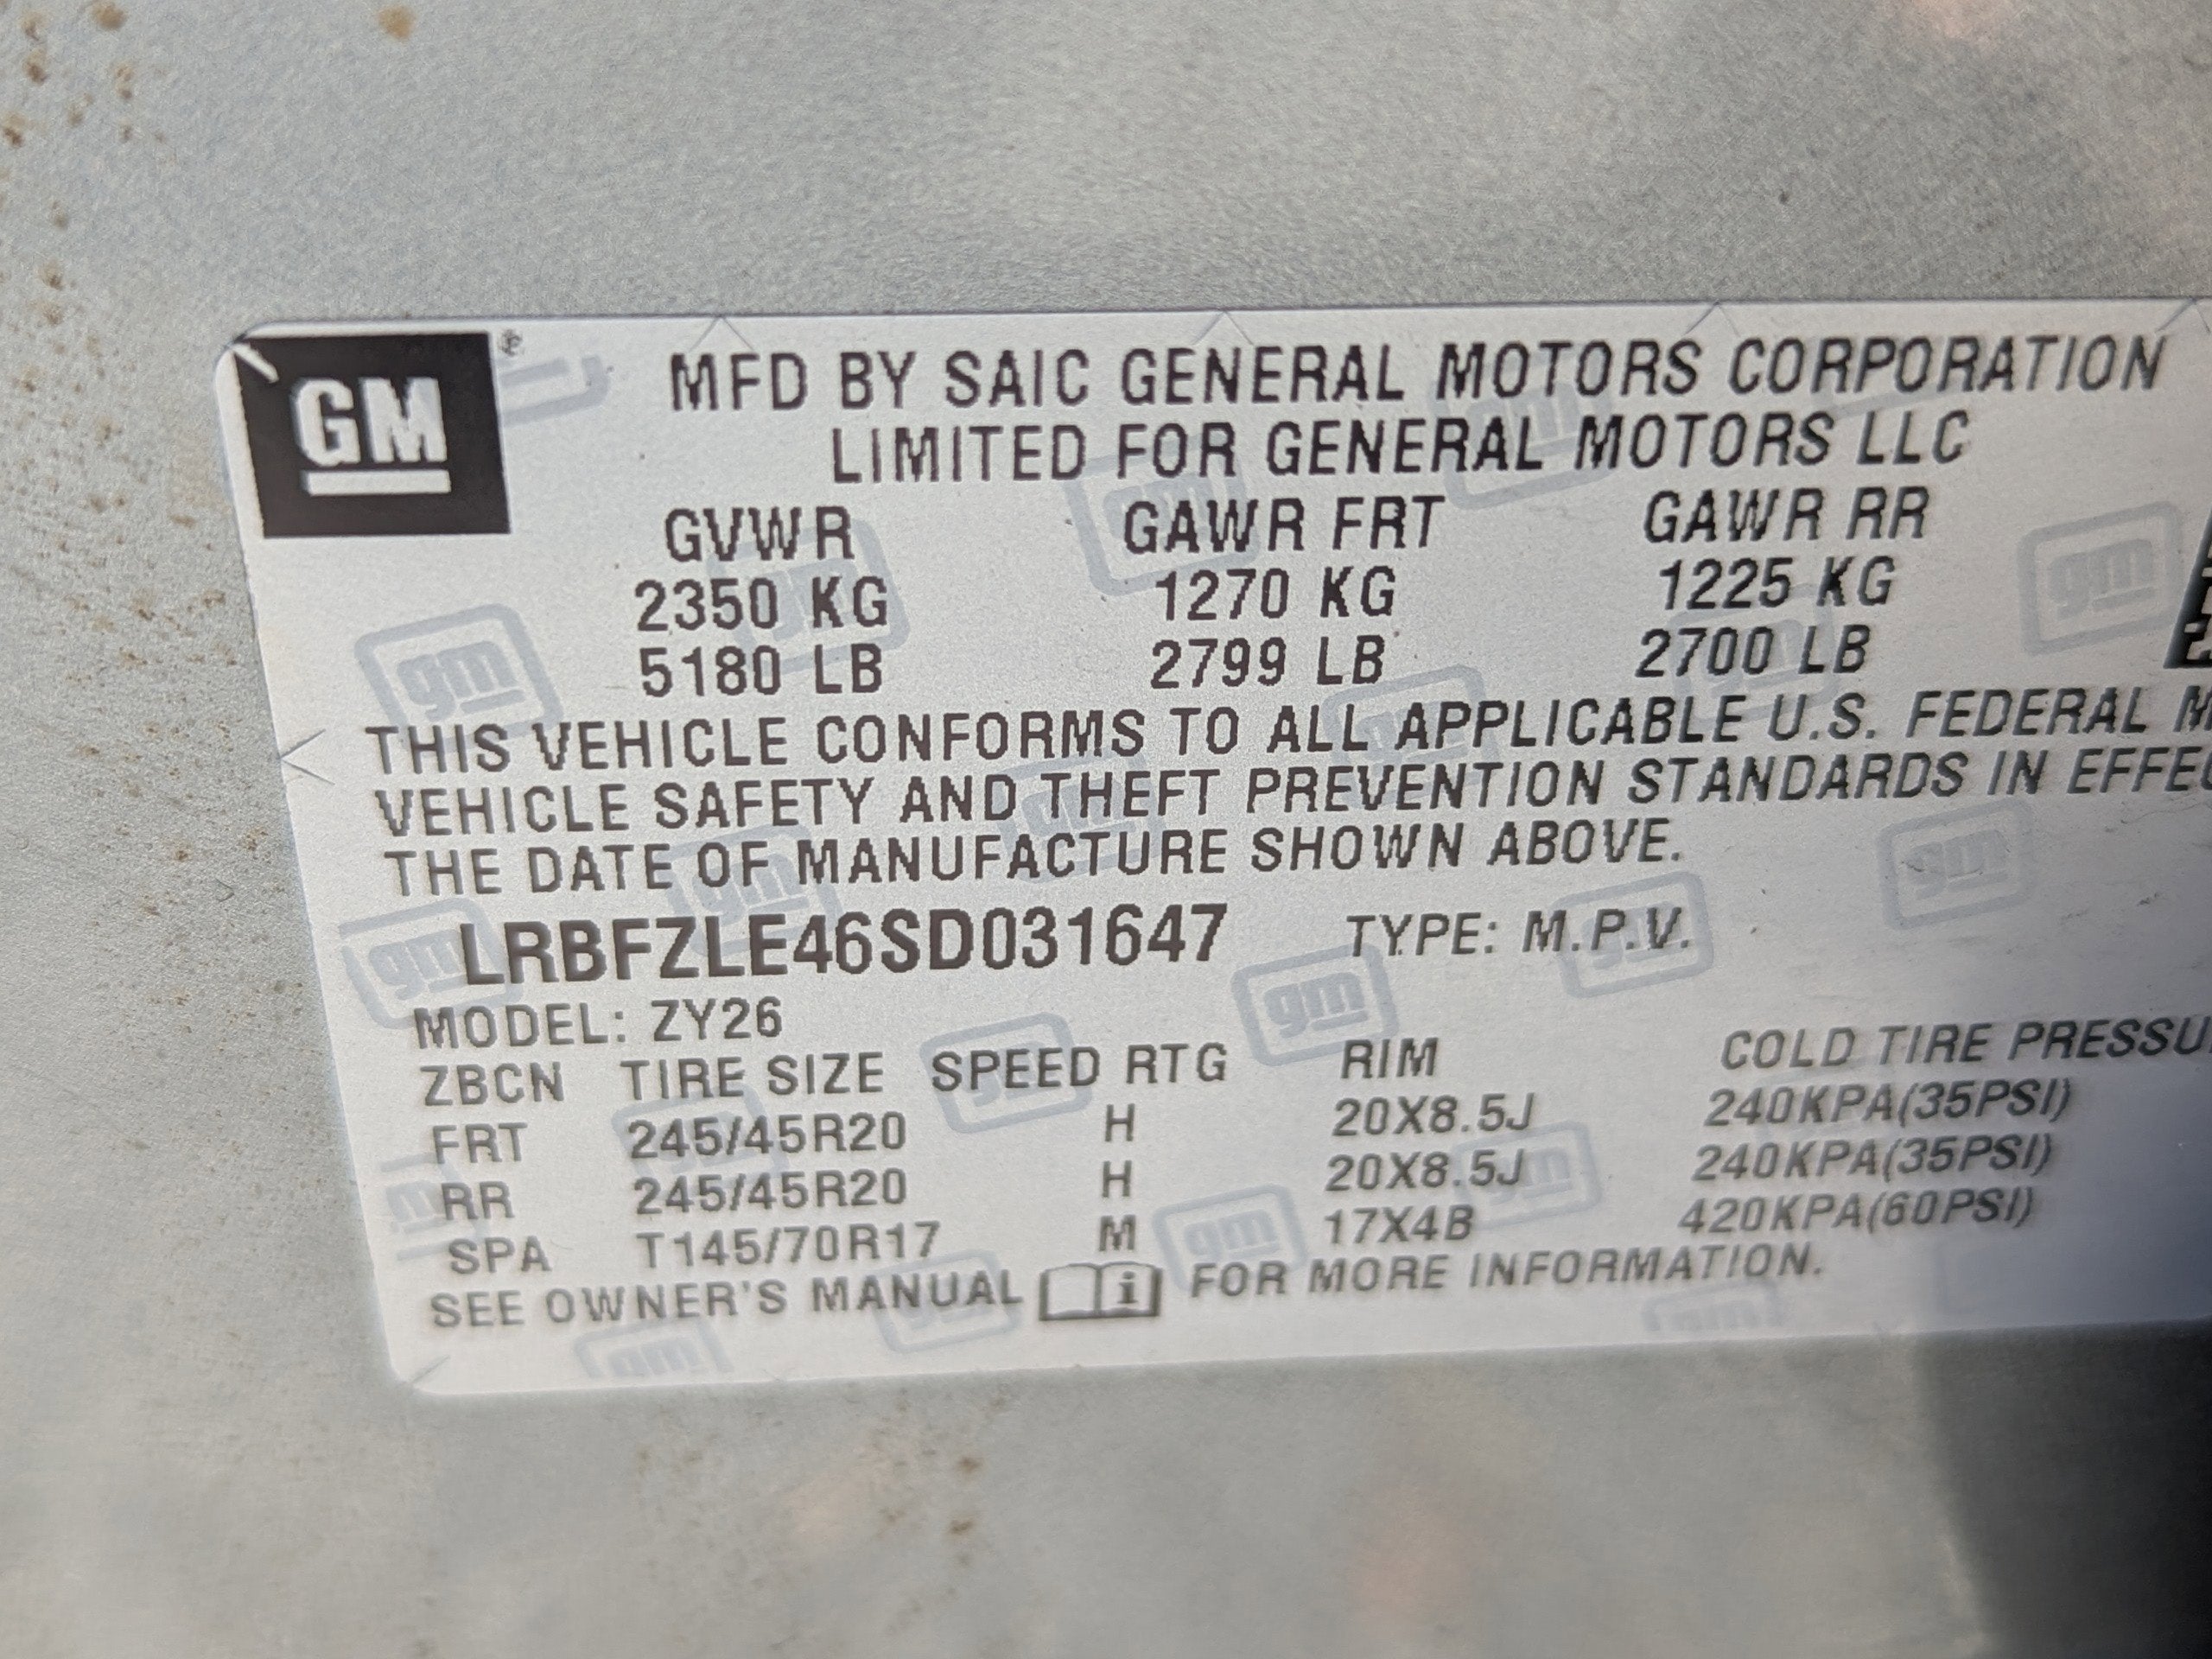 GM
MFD BY SAIC GENERAL MOTORS CORPORATION
LIMITED FOR GENERAL MOTORS LLC
GVWR GAWR FRT GAWR RR
2350 KG 1270 KG 1225 KG
5180 LB 2799 LB 2700 LB
THIS VEHICLE CONFORMS TO ALL APPLICABLE U.S. FEDERAL M
VEHICLE SAFETY AND THEFT PREVENTION STANDARDS IN EFFEC
THE DATE OF MANUFACTURE SHOWN ABOVE.
LRBFZLE46SD031647 TYPE: M.P.V.
MODEL: ZY26
ZBCN TIRE SIZE SPEED RTG RIM COLD TIRE PRESSU
FRT 245/45R20 H 20X8.5J 240KPA(35PSI)
RR 245/45R20 H 20X8.5J 240KPA(35PSI)
SPA T145/70R17 M 17X4B 420KPA(60PSI)
SEE OWNER'S MANUAL i FOR MORE INFORMATION.